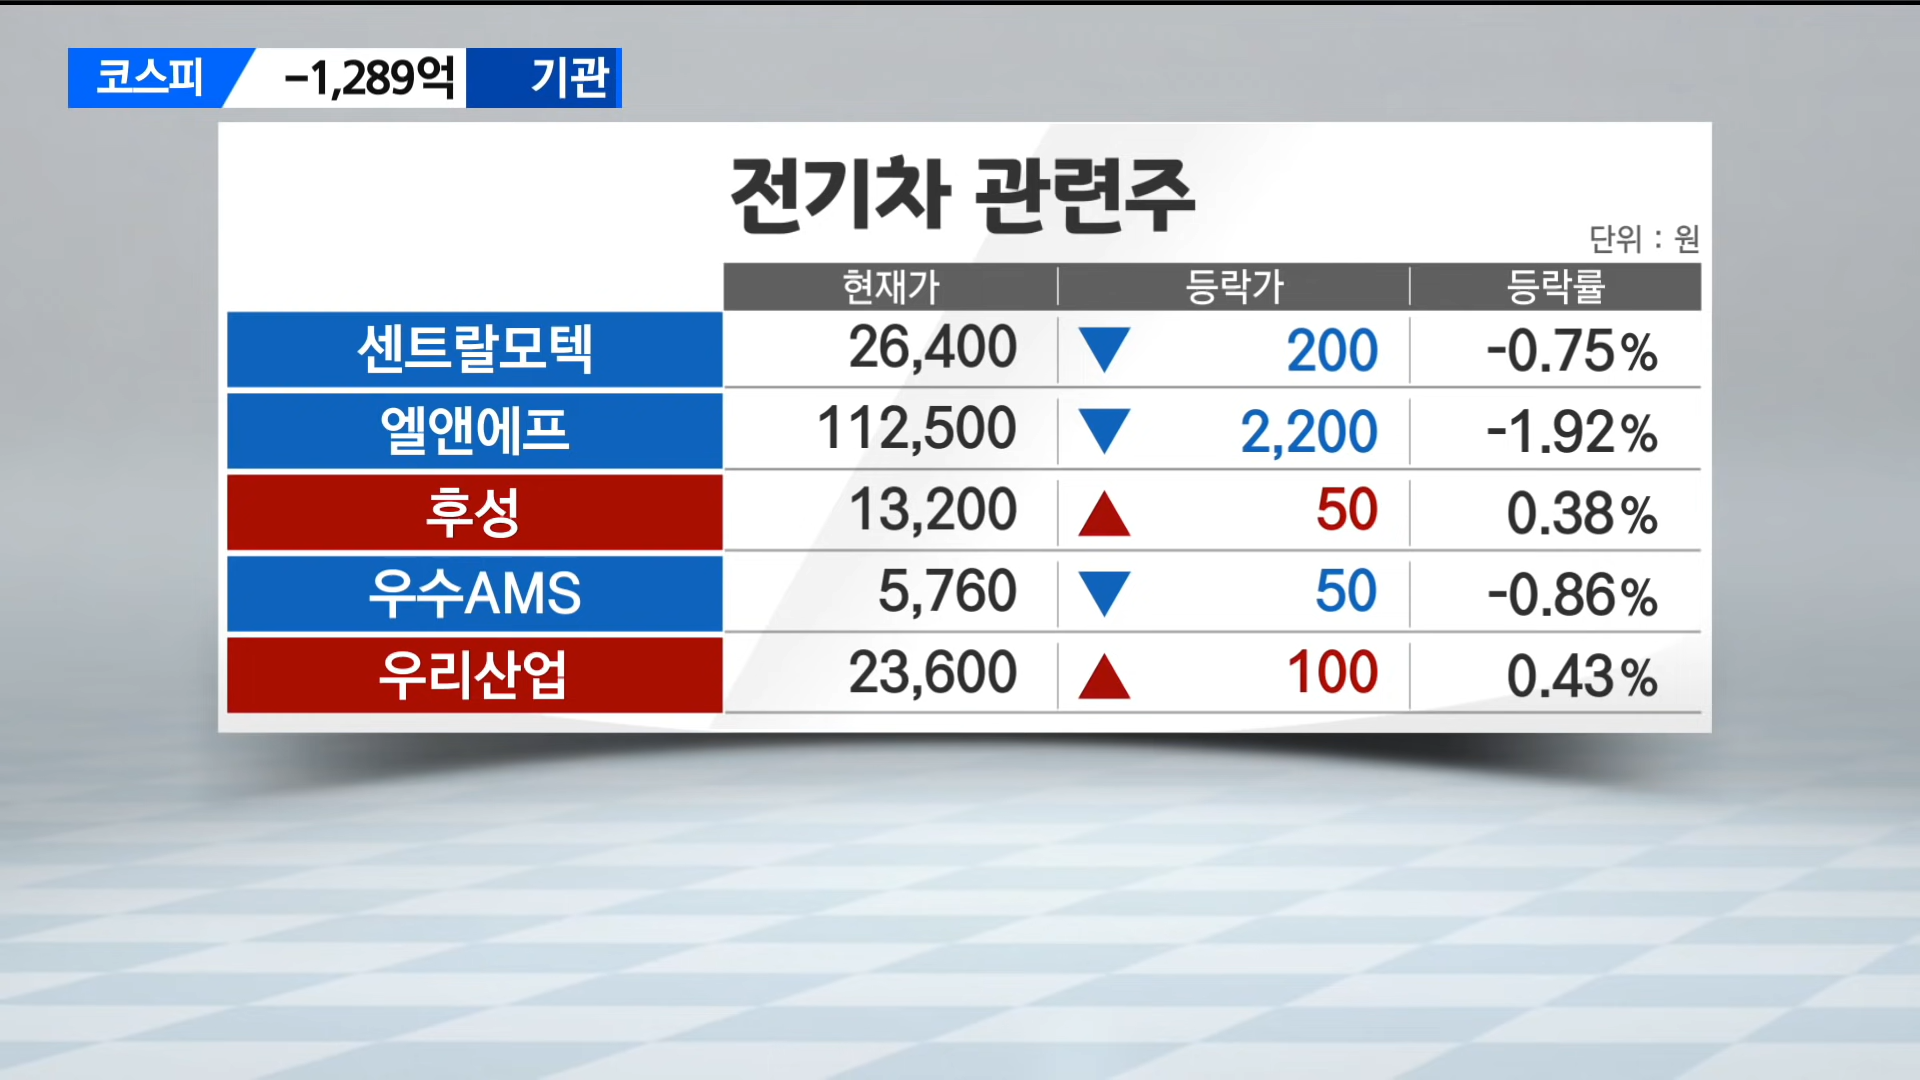 코스피 -1,289억 기관
전기차 관련주
단위 : 원
현재가 등락가 등락률
센트랄모텍 26,400 ▼ 200 -0.75%
엘앤에프 112,500 ▼ 2,200 -1.92%
후성 13,200 ▲ 50 0.38%
우수AMS 5,760 ▼ 50 -0.86%
우리산업 23,600 ▲ 100 0.43%